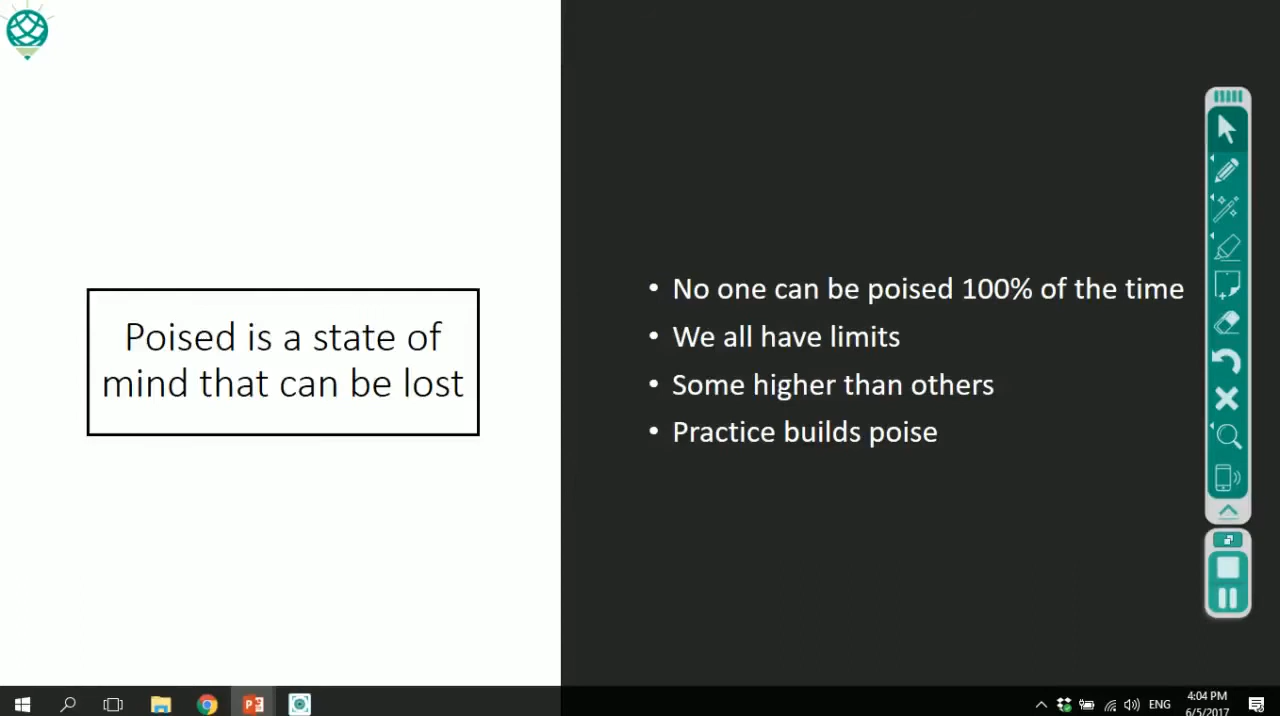 Poised is a state of
mind that can be lost
• No one can be poised 100% of the time
• We all have limits
• Some higher than others
• Practice builds poise
ENG
4:04 PM
6/5/2017